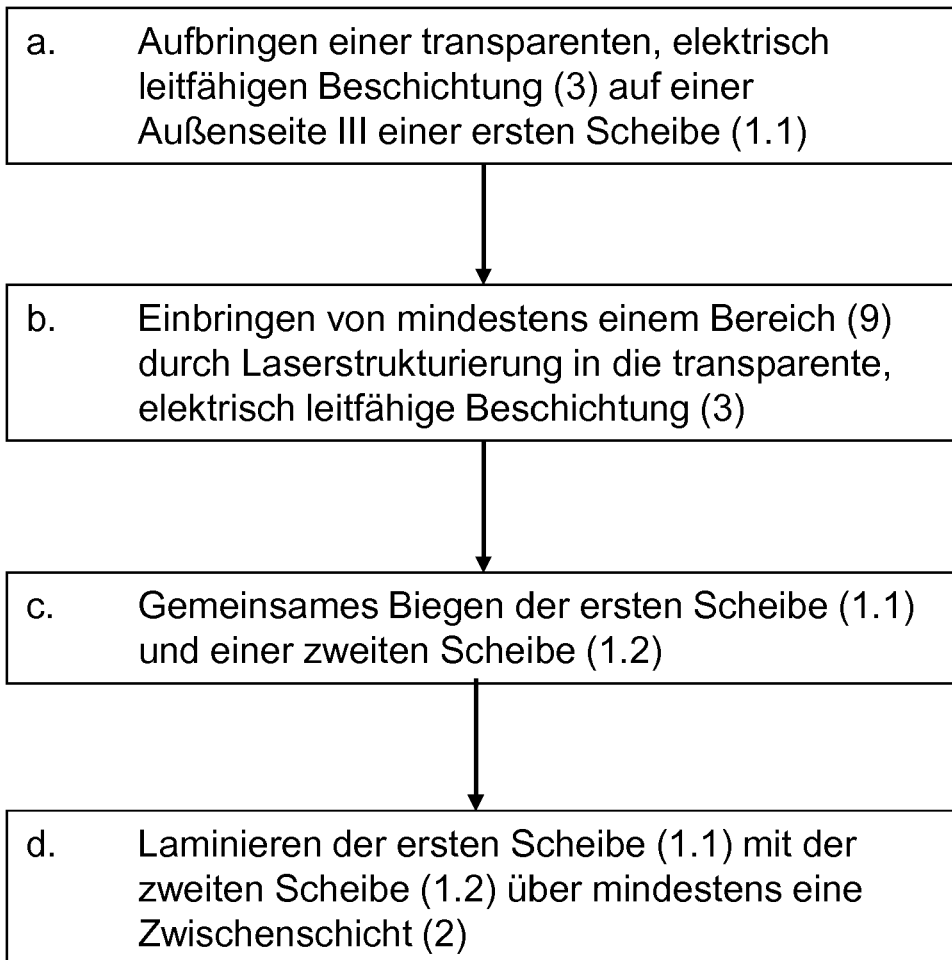 a. Aufbringen einer transparenten, elektrisch
leitfähigen Beschichtung (3) auf einer
Außenseite III einer ersten Scheibe (1.1)
b. Einbringen von mindestens einem Bereich (9)
durch Laserstrukturierung in die transparente,
elektrisch leitfähige Beschichtung (3)
c. Gemeinsames Biegen der ersten Scheibe (1.1)
und einer zweiten Scheibe (1.2)
d. Laminieren der ersten Scheibe (1.1) mit der
zweiten Scheibe (1.2) über mindestens eine
Zwischenschicht (2)